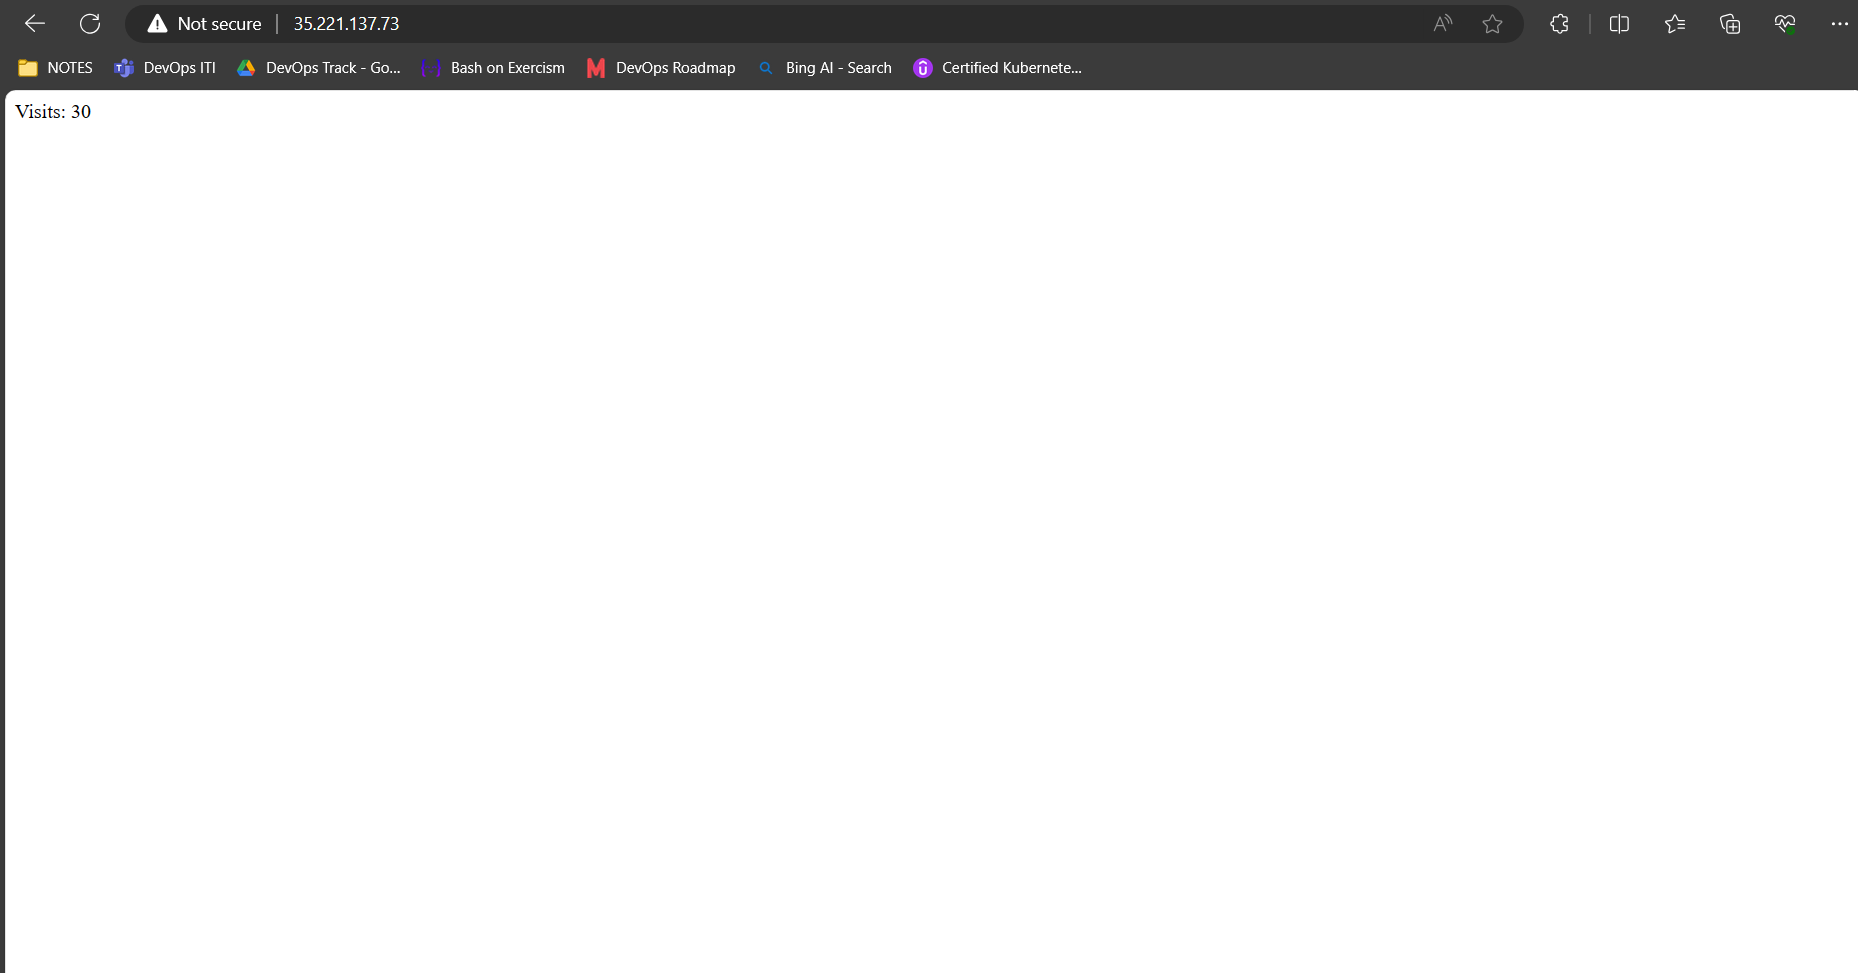 Not secure 35.221.137.73
NOTES DevOps ITI DevOps Track - Go... Bash on Exercism DevOps Roadmap Bing AI - Search Certified Kubernete...
Visits: 30